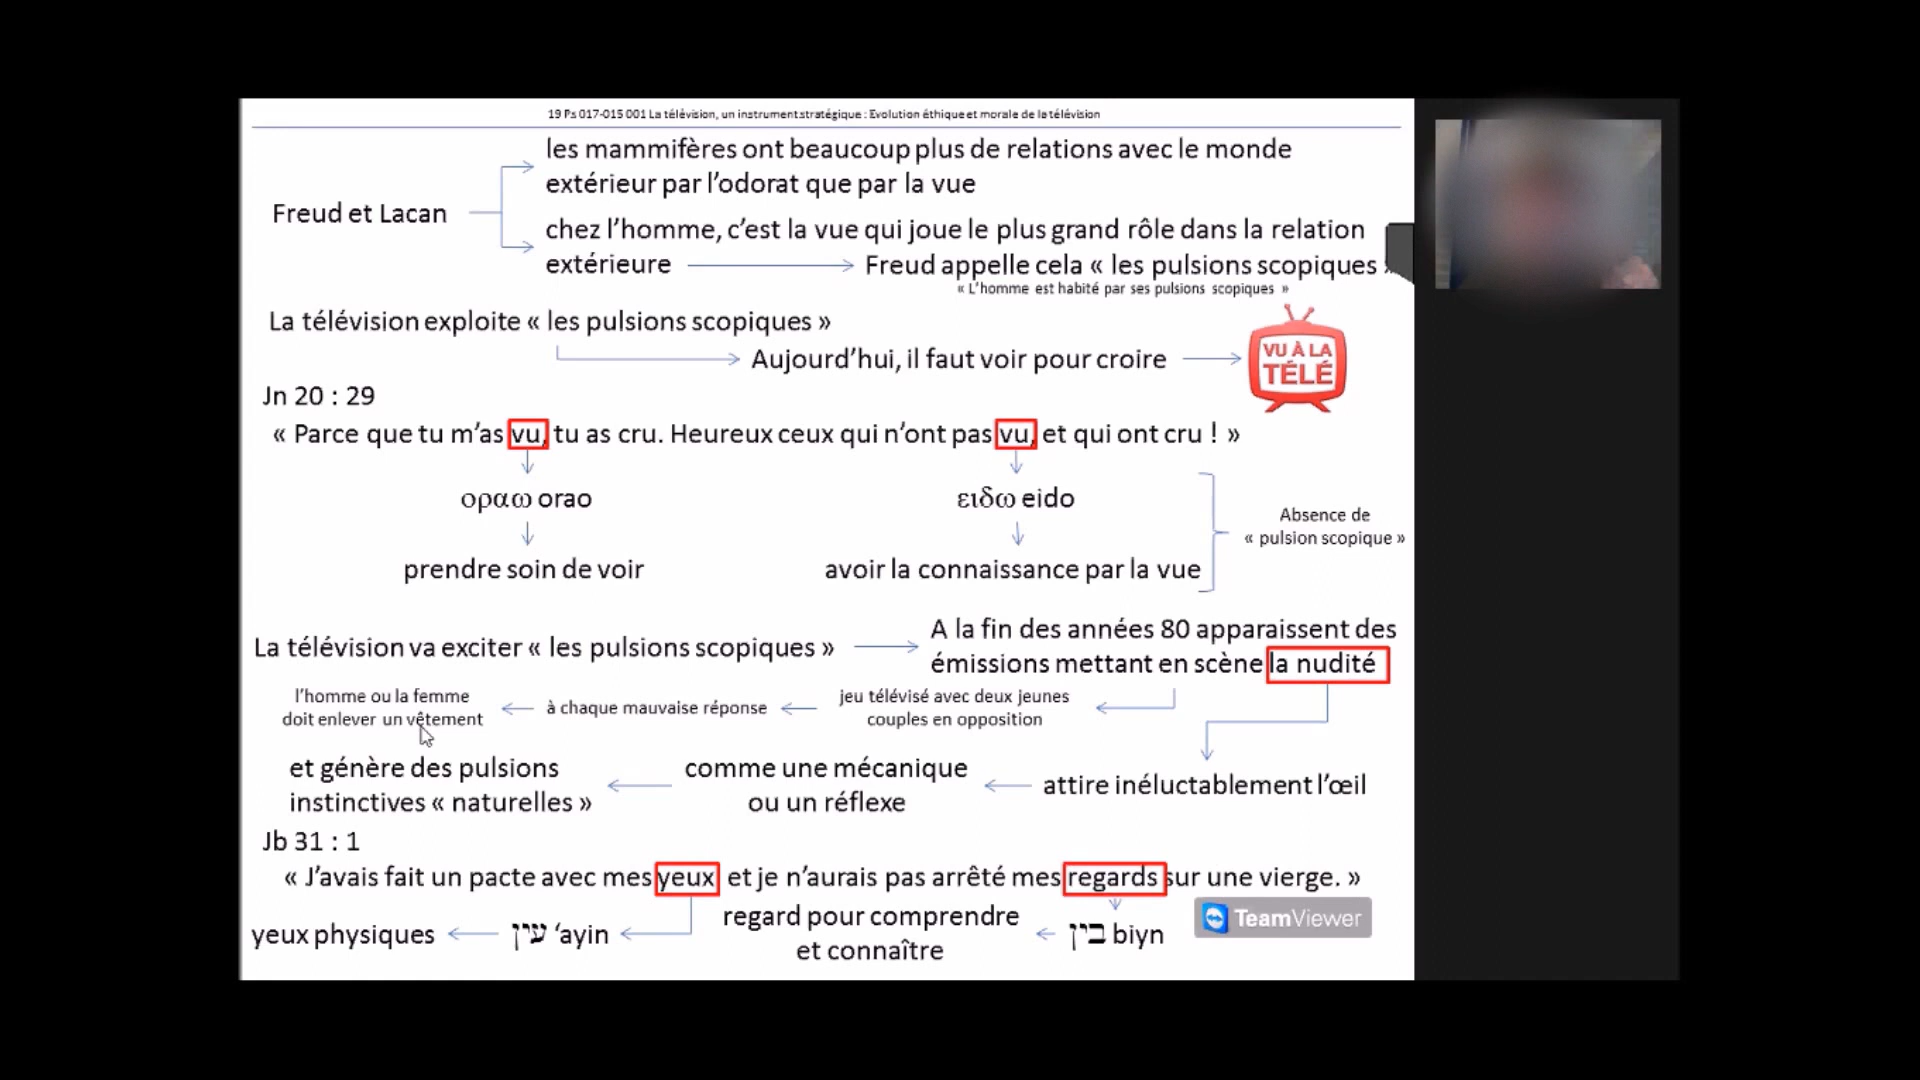 19 Ps 017-015 001 La télévision, un instrument stratégique : Evolution éthique et morale de la télévision
les mammifères ont beaucoup plus de relations avec le monde
extérieur par l’odorat que par la vue
Freud et Lacan
chez l’homme, c’est la vue qui joue le plus grand rôle dans la relation
extérieure
Freud appelle cela « les pulsions scopiques »
« L’homme est habité par ses pulsions scopiques »
La télévision exploite « les pulsions scopiques »
Aujourd’hui, il faut voir pour croire
VU À LA
TÉLÉ
Jn 20 : 29
« Parce que tu m’as vu, tu as cru. Heureux ceux qui n’ont pas vu, et qui ont cru ! »
οραω orao
ειδω eido
Absence de
« pulsion scopique »
prendre soin de voir
avoir la connaissance par la vue
La télévision va exciter « les pulsions scopiques »
A la fin des années 80 apparaissent des
émissions mettant en scène la nudité
jeu télévisé avec deux jeunes
couples en opposition
à chaque mauvaise réponse
l’homme ou la femme
doit enlever un vêtement
attire inéluctablement l’œil
comme une mécanique
ou un réflexe
et génère des pulsions
instinctives « naturelles »
Jb 31 : 1
« J’avais fait un pacte avec mes yeux et je n’aurais pas arrêté mes regards sur une vierge. »
yeux physiques
עין ‘ayin
regard pour comprendre
et connaître
בין biyn
TeamViewer